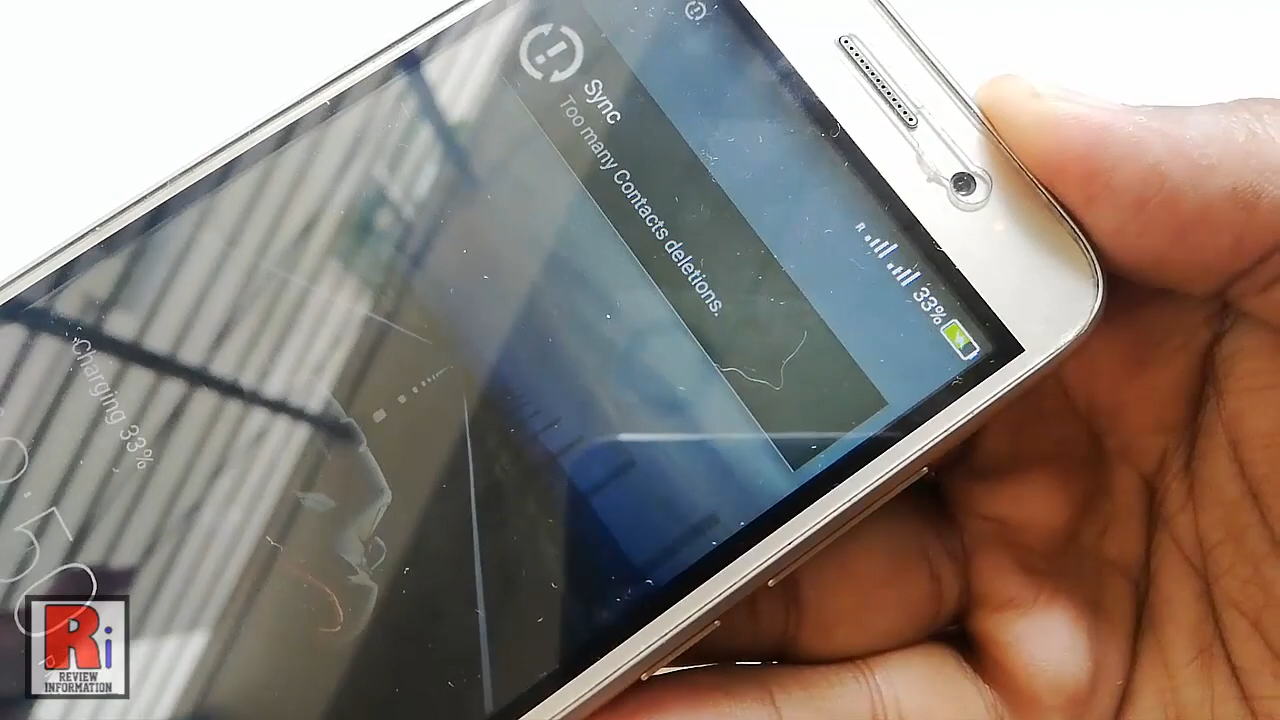 R
33%
Sync
Too many Contacts deletions.
Charging 33%
Ri
REVIEW
INFORMATION